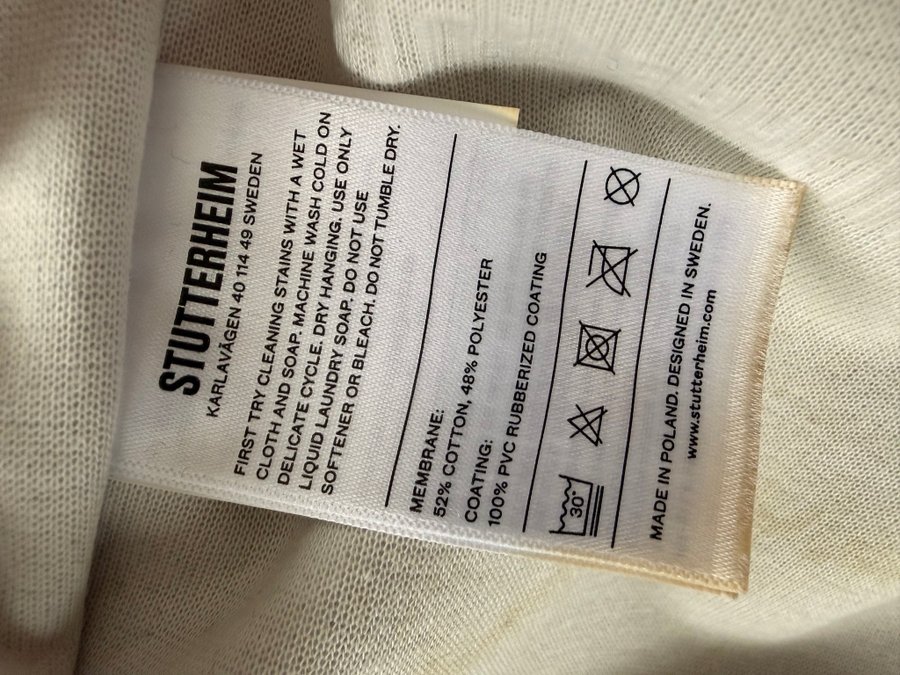 STUTTERHEIM
KARLAVÄGEN 40 114 49 SWEDEN
FIRST TRY CLEANING STAINS WITH A WET
CLOTH AND SOAP. MACHINE WASH COLD ON
DELICATE CYCLE. DRY HANGING. USE ONLY
LIQUID LAUNDRY SOAP. DO NOT USE
SOFTENER OR BLEACH. DO NOT TUMBLE DRY.
MEMBRANE:
52% COTTON, 48% POLYESTER
COATING:
100% PVC RUBBERIZED COATING
30°
MADE IN POLAND. DESIGNED IN SWEDEN.
www.stutterheim.com